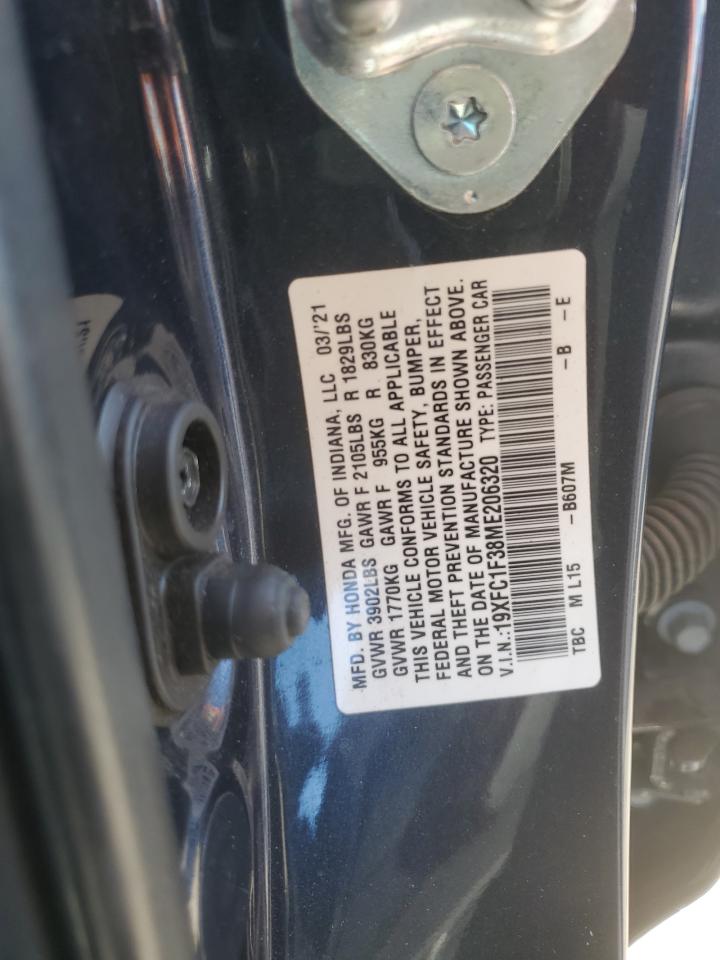 MFD. BY HONDA MFG. OF INDIANA, LLC 03/'21
GVWR 3902LBS GAWR F 2105LBS R 1829LBS
GVWR 1770KG GAWR F 955KG R 830KG
THIS VEHICLE CONFORMS TO ALL APPLICABLE
FEDERAL MOTOR VEHICLE SAFETY, BUMPER,
AND THEFT PREVENTION STANDARDS IN EFFECT
ON THE DATE OF MANUFACTURE SHOWN ABOVE.
V.I.N.:19XFC1F38ME206320 TYPE: PASSENGER CAR
TBC M L15 –B607M –B –E